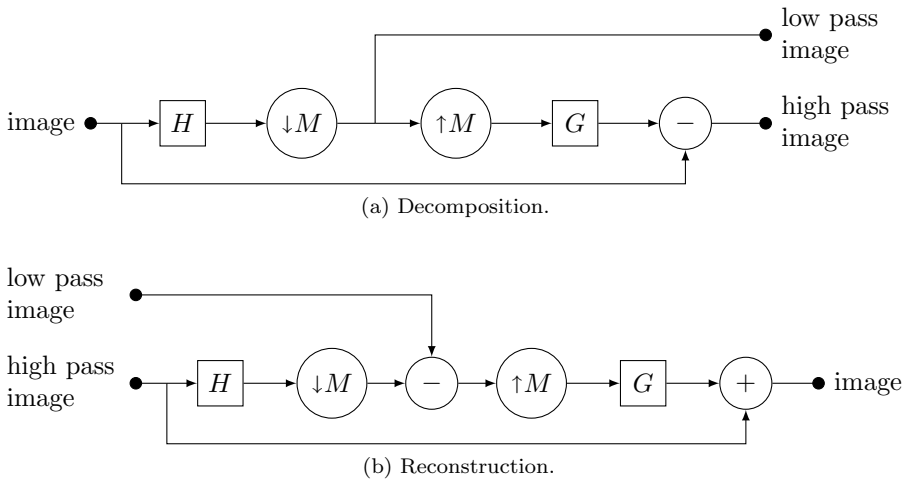 low pass
image
image
H
↓M
↑M
G
−
high pass
image
(a) Decomposition.
low pass
image
high pass
image
H
↓M
−
↑M
G
+
image
(b) Reconstruction.